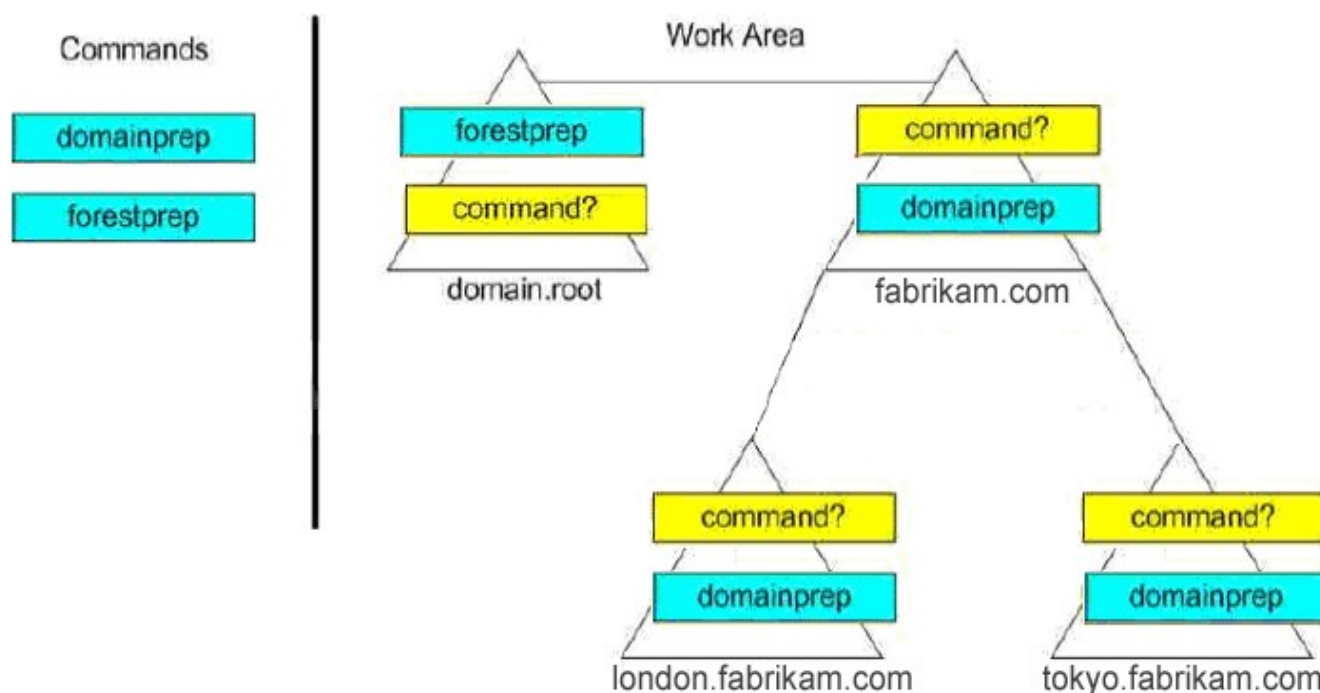 Commands
domainprep
forestprep
Work Area
forestprep
command?
domain.root
command?
domainprep
fabrikam.com
command?
domainprep
london.fabrikam.com
command?
domainprep
tokyo.fabrikam.com